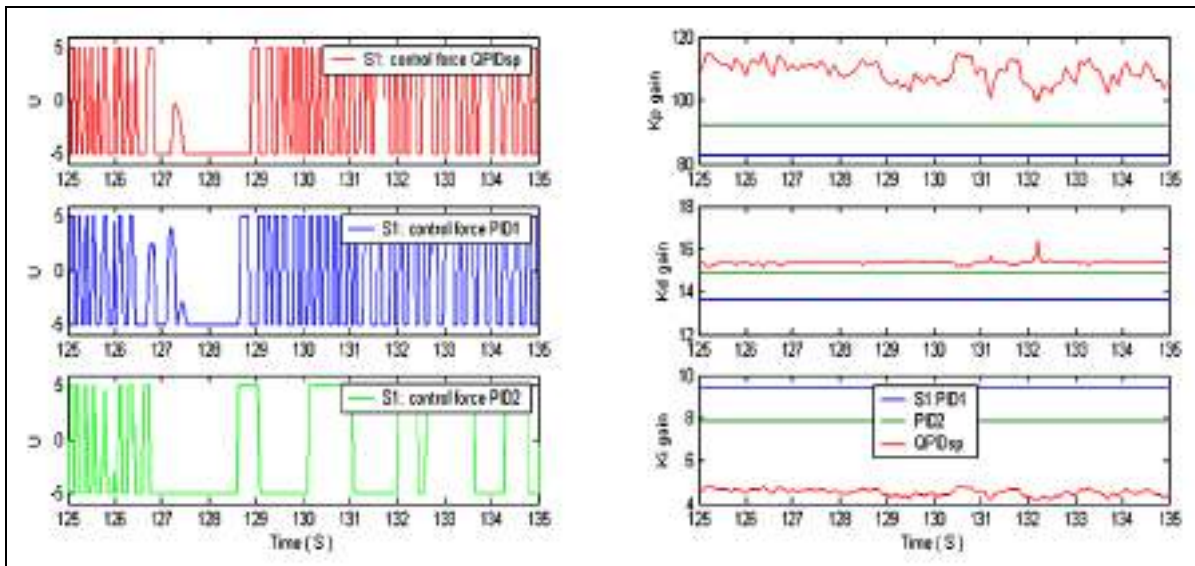 5
0
-5
U
S1: control force QPIDsp
125 126 127 128 129 130 131 132 133 134 135
5
0
-5
U
S1: control force PID1
125 126 127 128 129 130 131 132 133 134 135
5
0
-5
U
S1: control force PID2
125 126 127 128 129 130 131 132 133 134 135
Time ( S )
120
100
80
Kp gain
125 126 127 128 129 130 131 132 133 134 135
18
16
14
12
Kd gain
125 126 127 128 129 130 131 132 133 134 135
10
8
6
4
Ki gain
S1 PID1
PID2
QPIDsp
125 126 127 128 129 130 131 132 133 134 135
Time ( S )